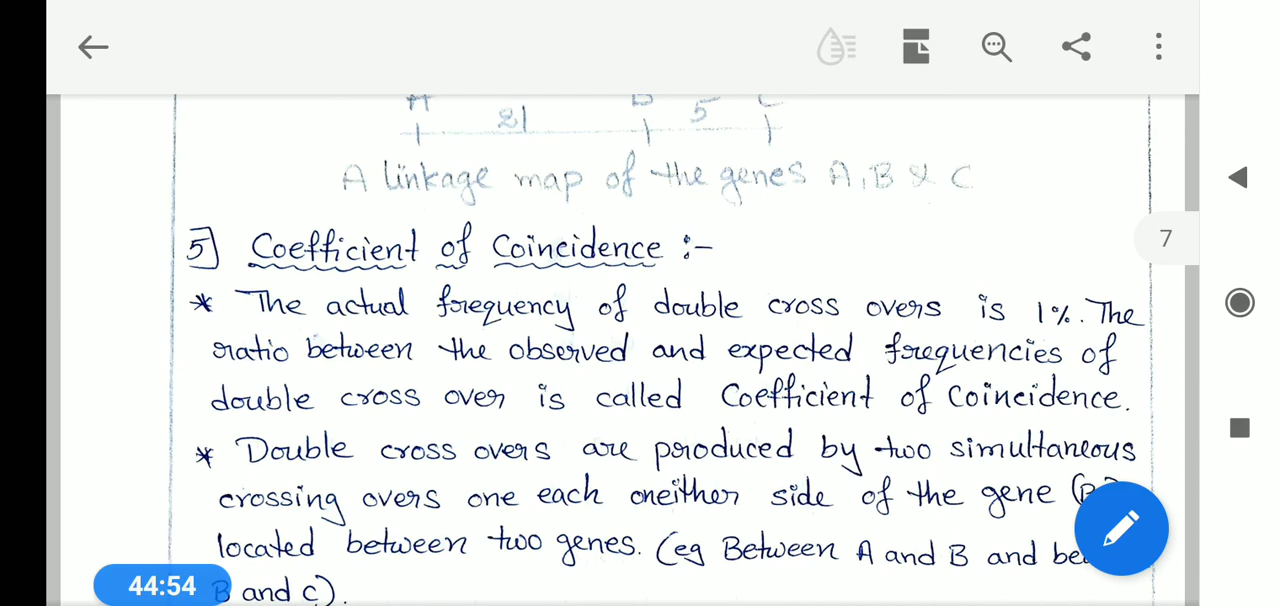 A B C
21 5
A linkage map of the genes A, B & C
5] Coefficient of Coincidence :-
7
* The actual frequency of double cross overs is 1%. The
ratio between the observed and expected frequencies of
double cross over is called Coefficient of Coincidence.
* Double cross overs are produced by two simultaneous
crossing overs one each oneither side of the gene (B
located between two genes. (eg Between A and B and be
44:54
B and C).